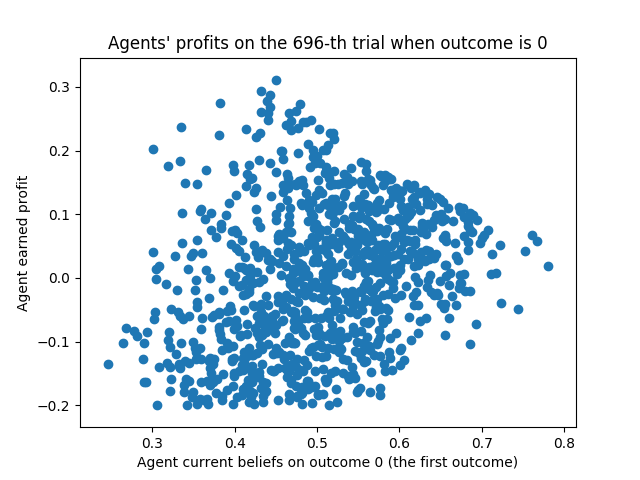 Agents' profits on the 696-th trial when outcome is 0
0.3
0.2
0.1
0.0
−0.1
−0.2
Agent earned profit
0.3 0.4 0.5 0.6 0.7 0.8
Agent current beliefs on outcome 0 (the first outcome)